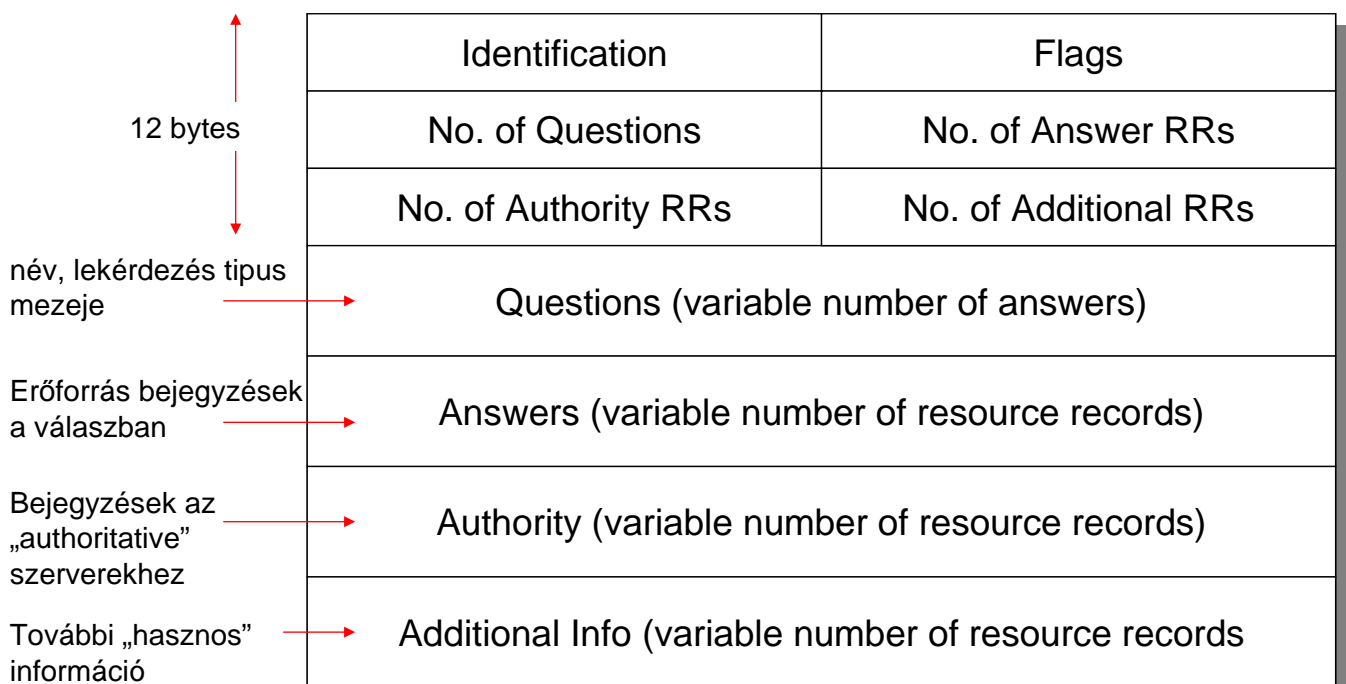 Identification
Flags
12 bytes
No. of Questions
No. of Answer RRs
No. of Authority RRs
No. of Additional RRs
név, lekérdezés tipus
mezeje
Questions (variable number of answers)
Erőforrás bejegyzések
a válaszban
Answers (variable number of resource records)
Bejegyzések az
„authoritative”
szerverekhez
Authority (variable number of resource records)
További „hasznos”
információ
Additional Info (variable number of resource records